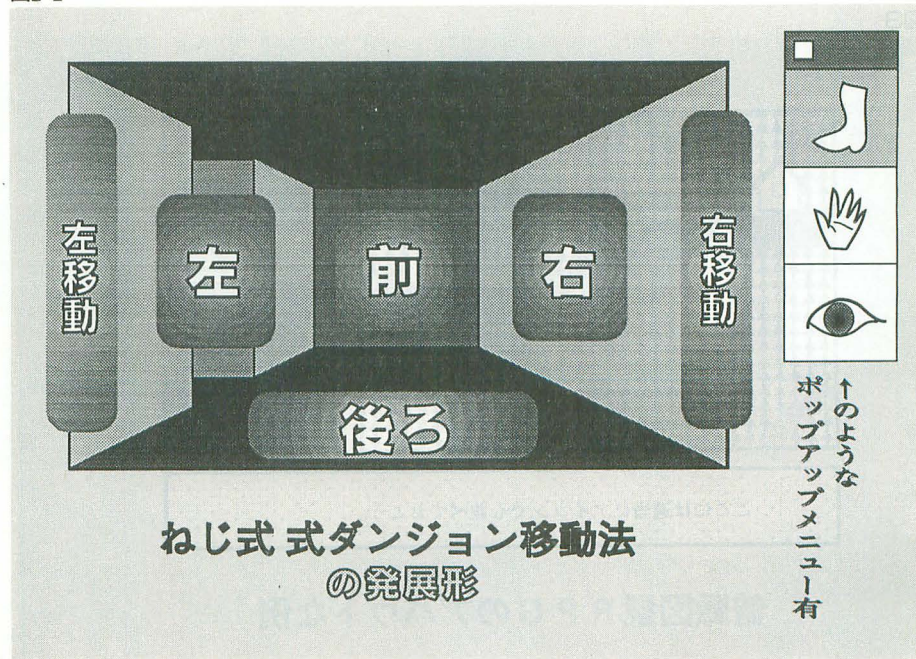 左移動
左
前
右
右移動
後ろ
↑のような
ポップアップメニュー有
ねじ式 式ダンジョン移動法
の発展形